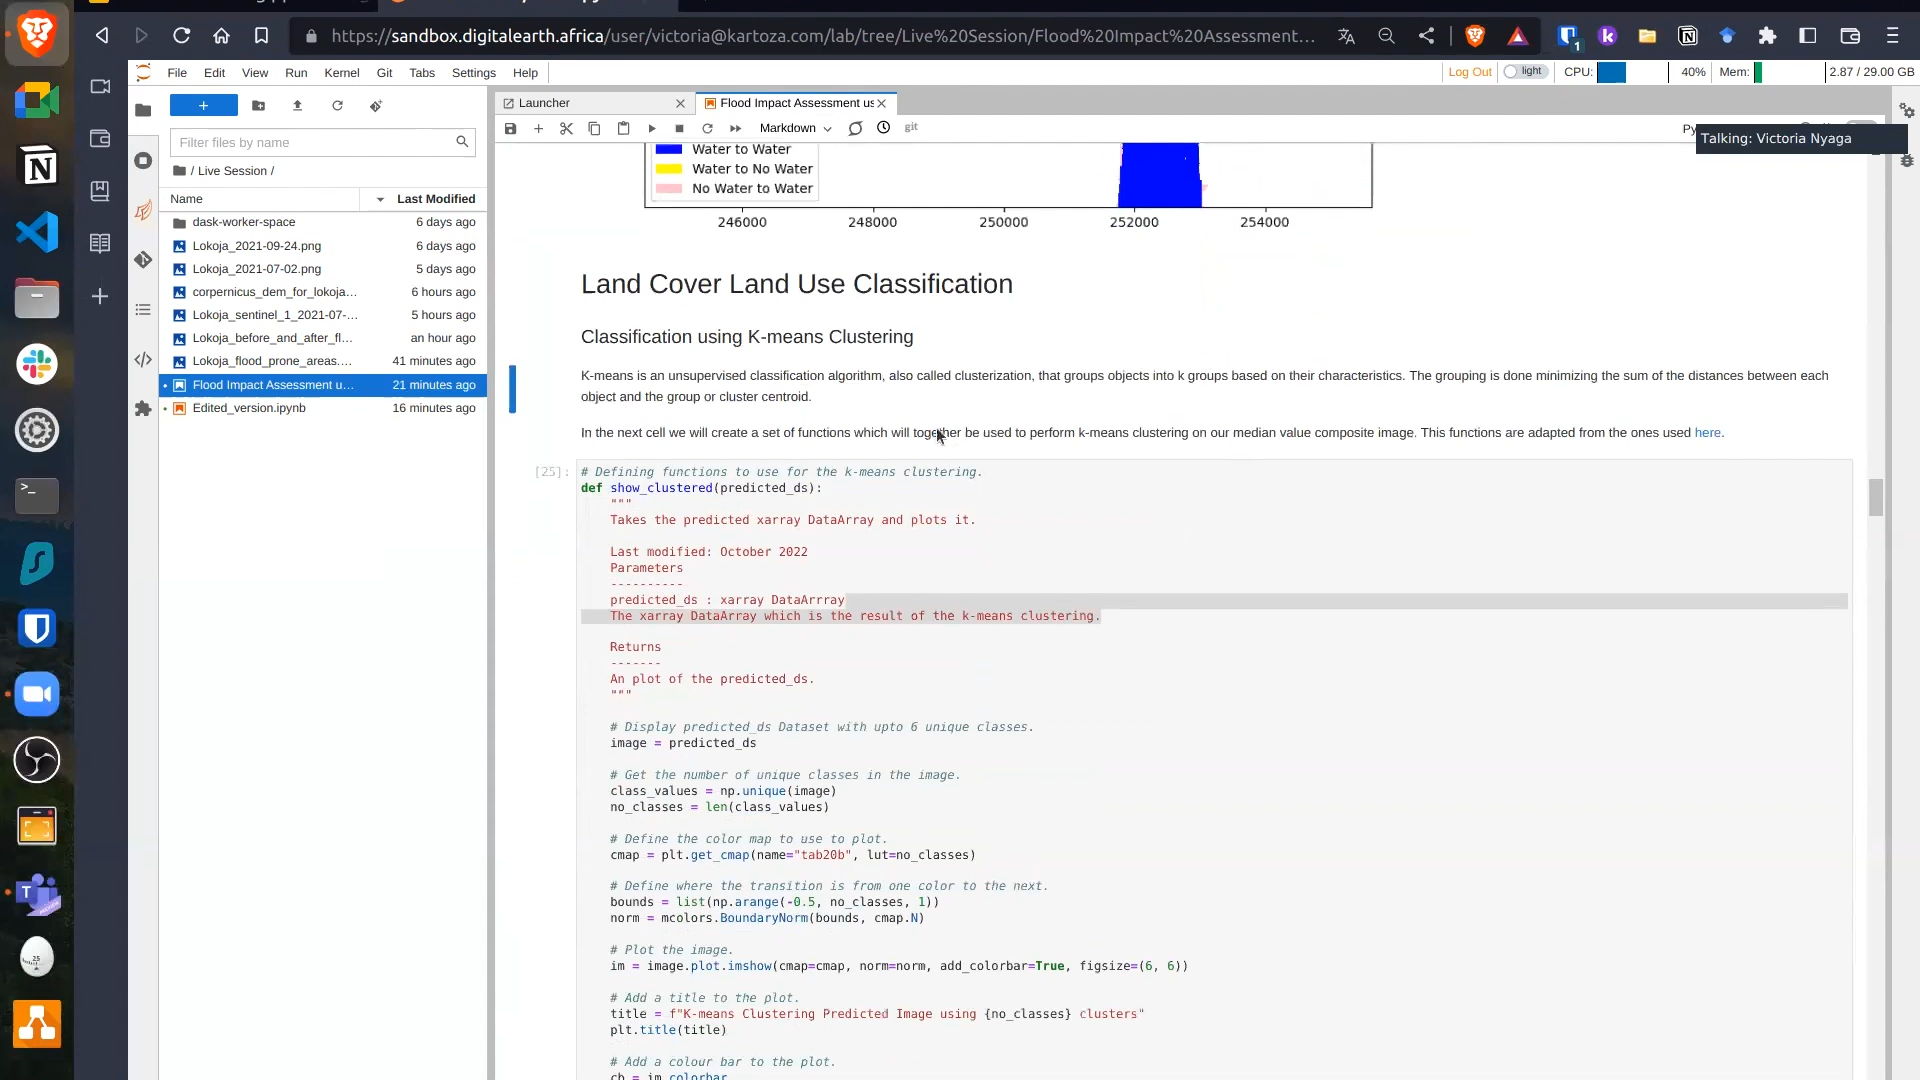 https://sandbox.digitalearth.africa/user/victoria@kartoza.com/lab/tree/Live%20Session/Flood%20Impact%20Assessment...
1
File Edit View Run Kernel Git Tabs Settings Help
Log Out light CPU: 40% Mem: 2.87 / 29.00 GB
Launcher
Flood Impact Assessment us
Filter files by name
Markdown
git
Py
Talking: Victoria Nyaga
/ Live Session /
Name Last Modified
dask-worker-space 6 days ago
Lokoja_2021-09-24.png 6 days ago
Lokoja_2021-07-02.png 5 days ago
corpernicus_dem_for_lokoja... 6 hours ago
Lokoja_sentinel_1_2021-07-... 5 hours ago
Lokoja_before_and_after_fl... an hour ago
Lokoja_flood_prone_areas.... 41 minutes ago
Flood Impact Assessment u... 21 minutes ago
Edited_version.ipynb 16 minutes ago
Water to Water
Water to No Water
No Water to Water
246000 248000 250000 252000 254000
Land Cover Land Use Classification
Classification using K-means Clustering
K-means is an unsupervised classification algorithm, also called clusterization, that groups objects into k groups based on their characteristics. The grouping is done minimizing the sum of the distances between each
object and the group or cluster centroid.
In the next cell we will create a set of functions which will together be used to perform k-means clustering on our median value composite image. This functions are adapted from the ones used here.
[25]: # Defining functions to use for the k-means clustering.
def show_clustered(predicted_ds):
"""
Takes the predicted xarray DataArray and plots it.
Last modified: October 2022
Parameters
----------
predicted_ds : xarray DataArrray
The xarray DataArray which is the result of the k-means clustering.
Returns
-------
An plot of the predicted_ds.
"""
# Display predicted_ds Dataset with upto 6 unique classes.
image = predicted_ds
# Get the number of unique classes in the image.
class_values = np.unique(image)
no_classes = len(class_values)
# Define the color map to use to plot.
cmap = plt.get_cmap(name="tab20b", lut=no_classes)
# Define where the transition is from one color to the next.
bounds = list(np.arange(-0.5, no_classes, 1))
norm = mcolors.BoundaryNorm(bounds, cmap.N)
# Plot the image.
im = image.plot.imshow(cmap=cmap, norm=norm, add_colorbar=True, figsize=(6, 6))
# Add a title to the plot.
title = f"K-means Clustering Predicted Image using {no_classes} clusters"
plt.title(title)
# Add a colour bar to the plot.
cb = im.colorbar